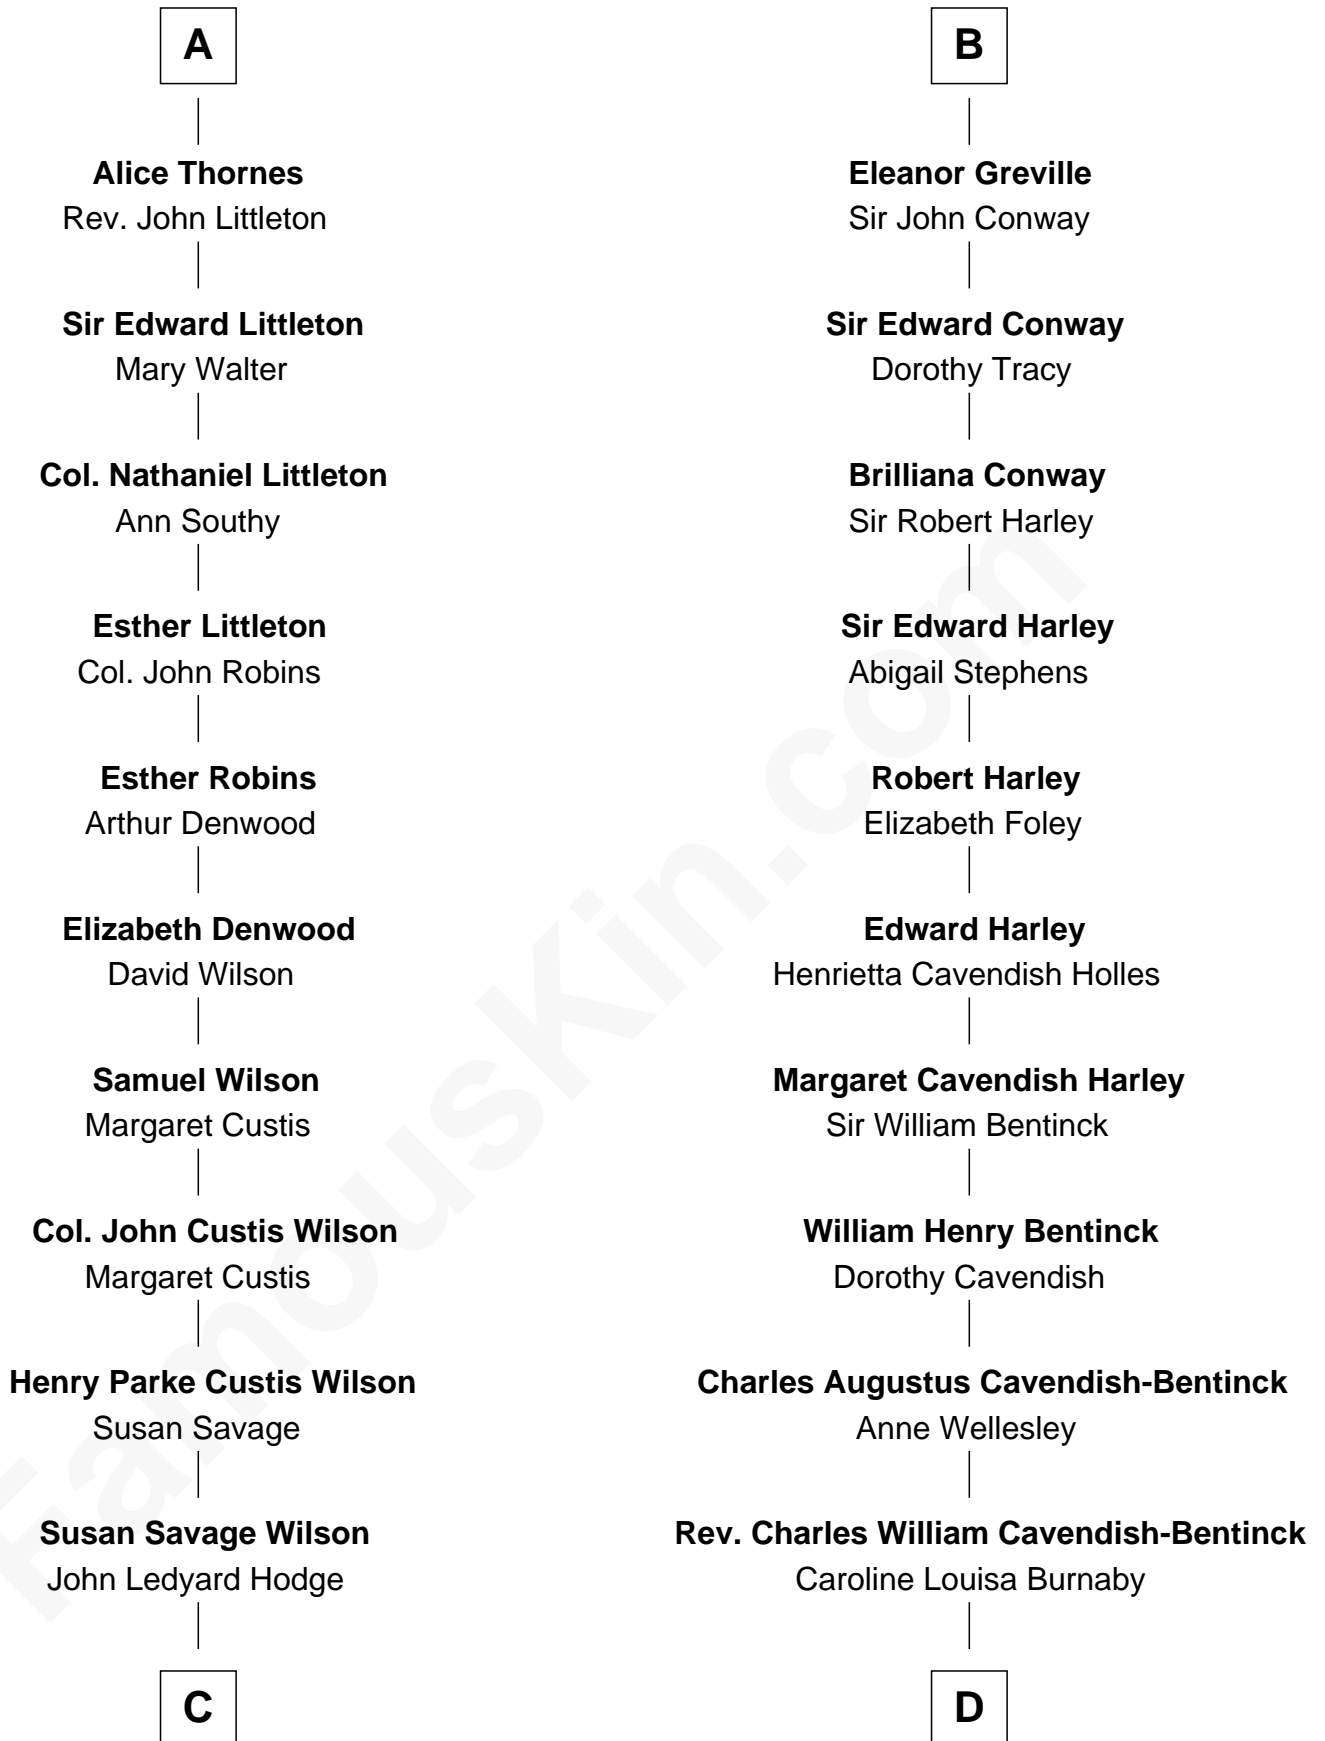 A
Alice Thornes
Rev. John Littleton
Sir Edward Littleton
Mary Walter
Col. Nathaniel Littleton
Ann Southy
Esther Littleton
Col. John Robins
Esther Robins
Arthur Denwood
Elizabeth Denwood
David Wilson
Samuel Wilson
Margaret Custis
Col. John Custis Wilson
Margaret Custis
Henry Parke Custis Wilson
Susan Savage
Susan Savage Wilson
John Ledyard Hodge
C
B
Eleanor Greville
Sir John Conway
Sir Edward Conway
Dorothy Tracy
Brilliana Conway
Sir Robert Harley
Sir Edward Harley
Abigail Stephens
Robert Harley
Elizabeth Foley
Edward Harley
Henrietta Cavendish Holles
Margaret Cavendish Harley
Sir William Bentinck
William Henry Bentinck
Dorothy Cavendish
Charles Augustus Cavendish-Bentinck
Anne Wellesley
Rev. Charles William Cavendish-Bentinck
Caroline Louisa Burnaby
D
FamousKin.com